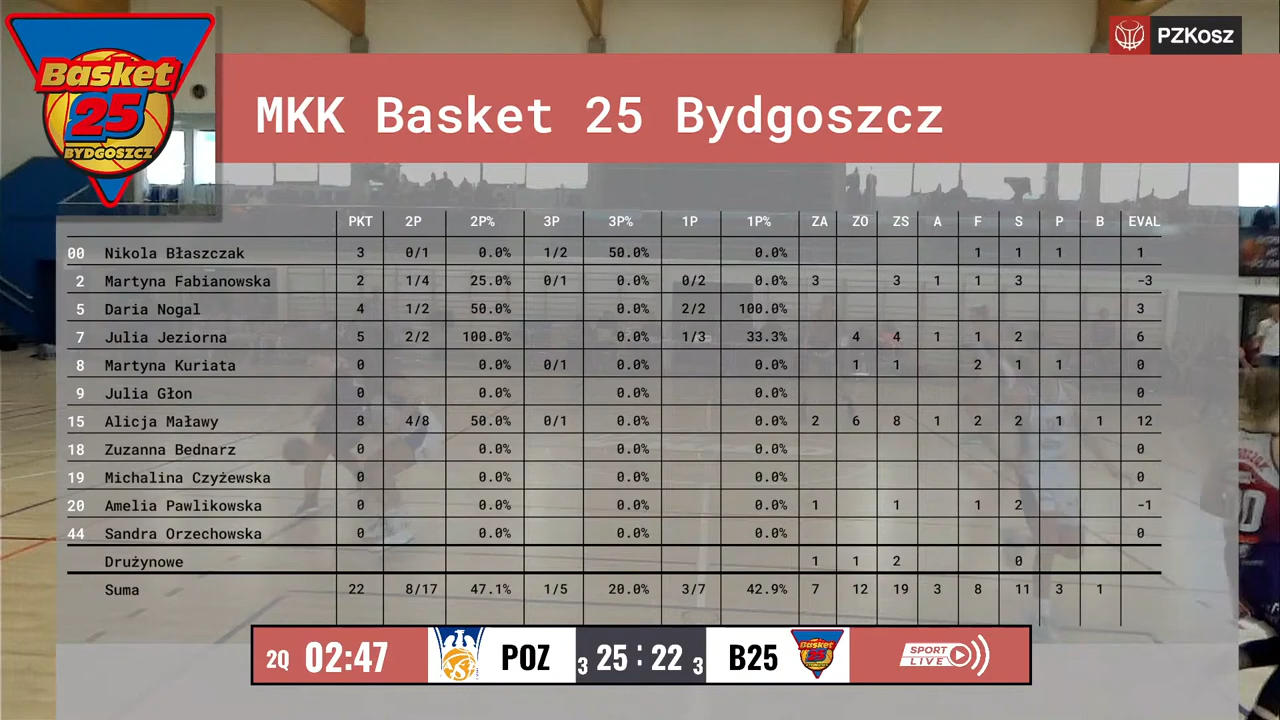 PZKosz
Basket
25
BYDGOSZCZ
MKK Basket 25 Bydgoszcz
PKT 2P 2P% 3P 3P% 1P 1P% ZA ZO ZS A F S P B EVAL
00 Nikola Błaszczak 3 0/1 0.0% 1/2 50.0% 0.0% 1 1 1 1
2 Martyna Fabianowska 2 1/4 25.0% 0/1 0.0% 0/2 0.0% 3 3 1 1 3 -3
5 Daria Nogal 4 1/2 50.0% 0.0% 2/2 100.0% 3
7 Julia Jeziorna 5 2/2 100.0% 0.0% 1/3 33.3% 4 4 1 1 2 6
8 Martyna Kuriata 0 0.0% 0/1 0.0% 0.0% 1 1 2 1 1 0
9 Julia Głon 0 0.0% 0.0% 0.0% 0
15 Alicja Maławy 8 4/8 50.0% 0/1 0.0% 0.0% 2 6 8 1 2 2 1 1 12
18 Zuzanna Bednarz 0 0.0% 0.0% 0.0% 0
19 Michalina Czyżewska 0 0.0% 0.0% 0.0% 0
20 Amelia Pawlikowska 0 0.0% 0.0% 0.0% 1 1 1 2 -1
44 Sandra Orzechowska 0 0.0% 0.0% 0.0% 0
Drużynowe 1 1 2 0
Suma 22 8/17 47.1% 1/5 20.0% 3/7 42.9% 7 12 19 3 8 11 3 1
2Q 02:47 POZ 3 25 : 22 3 B25 SPORT LIVE